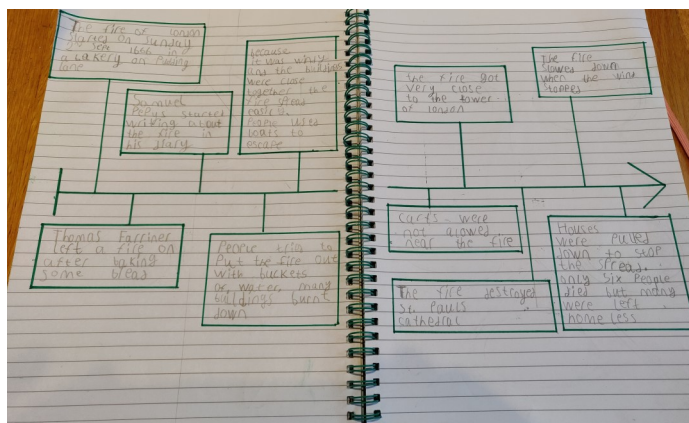 The fire of london
started on sunday
2nd Sept 1666 in a
a bakery on Pudding
lane
Samuel
Pepys started
writing about
the fire in
his diary
because
it was windy
and the buildings
were close
together the
fire spread
easily.
People used
boats to
escape
Thomas Farriner
left a fire on
after baking
some bread
People tried to
Put the fire out
with buckets
of water, many
buildings burnt
down
the fire got
very close
to the tower
of london
The fire
slowed down
when the wind
stopped
Carts were
not alowed
near the fire
The fire destroyed
St. Pauls
cathedral
Houses
were Pulled
down to stop
the spread.
only six People
died but many
were left
homeless